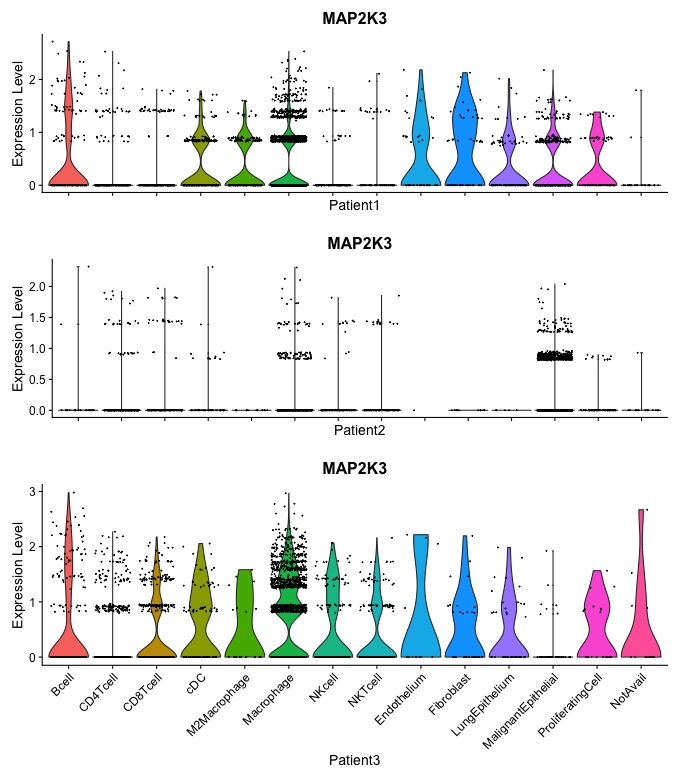 MAP2K3
Expression Level
2
1
0
Patient1
MAP2K3
Expression Level
2.0
1.5
1.0
0.5
0.0
Patient2
MAP2K3
Expression Level
3
2
1
0
Bcell
CD4Tcell
CD8Tcell
cDC
M2Macrophage
Macrophage
NKcell
NKTcell
Endothelium
Fibroblast
LungEpithelium
MalignantEpithelial
ProliferatingCell
NotAvail
Patient3